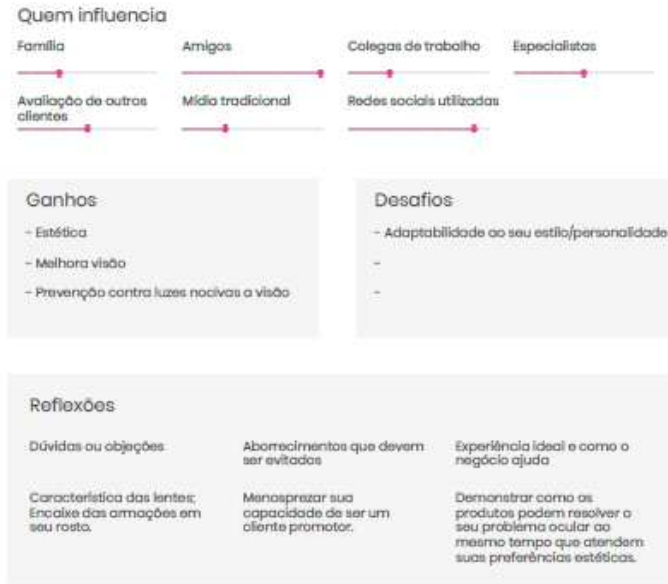 Quem influencia
Família Amigos Colegas de trabalho Especialistas
Avaliação de outros Mídia tradicional Redes sociais utilizadas
clientes
Ganhos
- Estética
- Melhora visão
- Prevenção contra luzes nocivas a visão
Desafios
- Adaptabilidade ao seu estilo/personalidade
-
-
Reflexões
Dúvidas ou objeções
Aborrecimentos que devem
ser evitados
Experiência ideal e como o
negócio ajuda
Característica das lentes;
Encaixe das armações em
seu rosto.
Menosprezar sua
capacidade de ser um
cliente promotor.
Demonstrar como os
produtos podem resolver o
seu problema ocular ao
mesmo tempo que atendem
suas preferências estéticas.